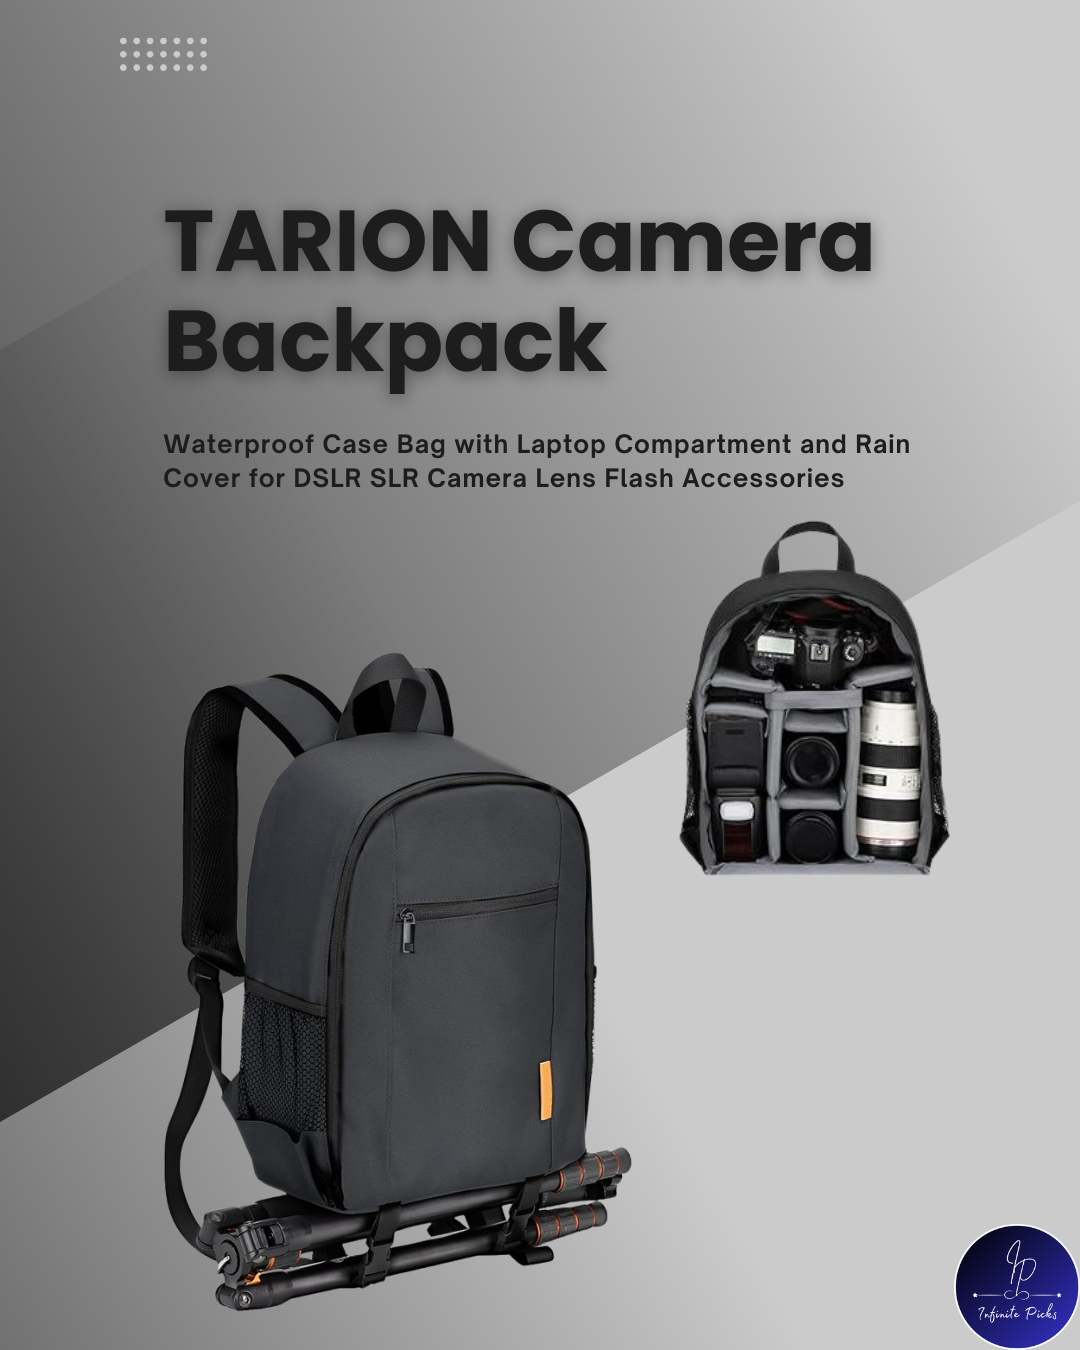 TARION Camera
Backpack
Waterproof Case Bag with Laptop Compartment and Rain
Cover for DSLR SLR Camera Lens Flash Accessories
IP
Infinite Picks